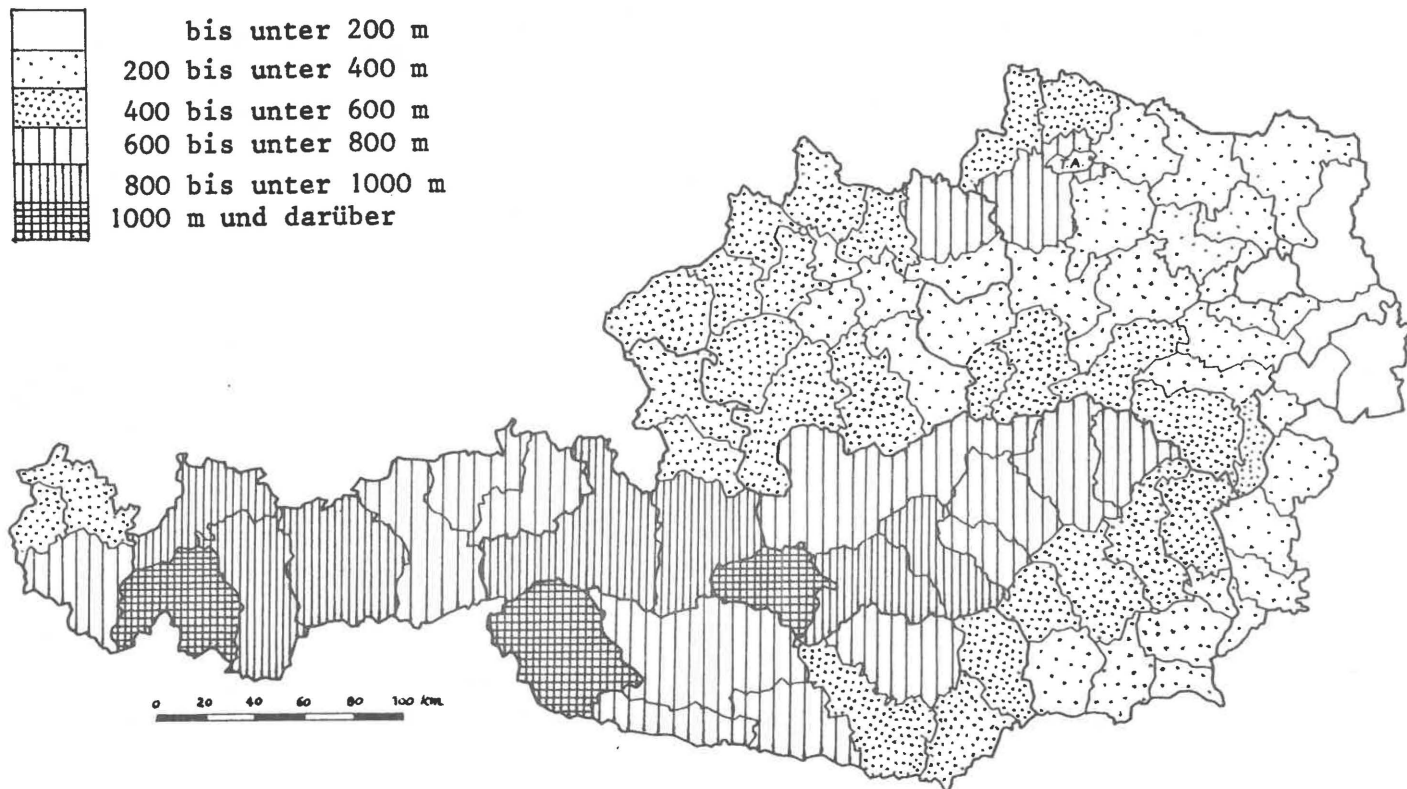 bis unter 200 m
200 bis unter 400 m
400 bis unter 600 m
600 bis unter 800 m
800 bis unter 1000 m
1000 m und darüber
T.A.
0 20 40 60 80 100 km.